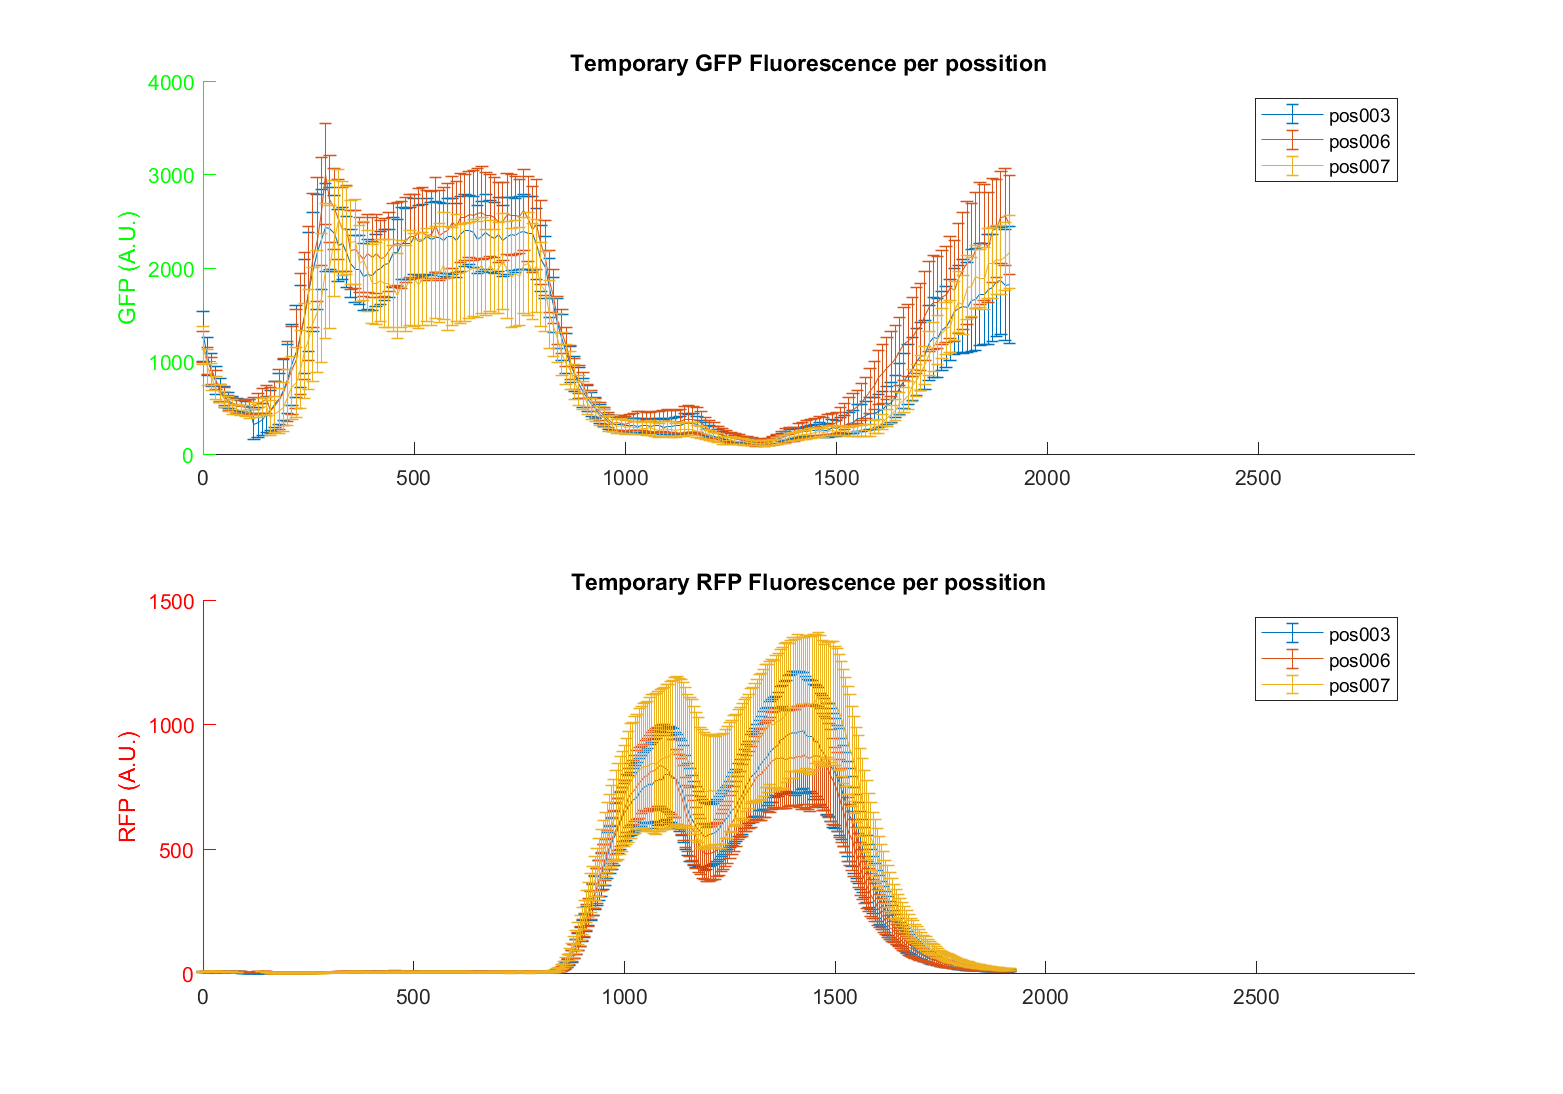 Temporary GFP Fluorescence per possition
4000
3000
2000
1000
0
GFP (A.U.)
pos003
pos006
pos007
0 500 1000 1500 2000 2500
Temporary RFP Fluorescence per possition
1500
1000
500
0
RFP (A.U.)
pos003
pos006
pos007
0 500 1000 1500 2000 2500